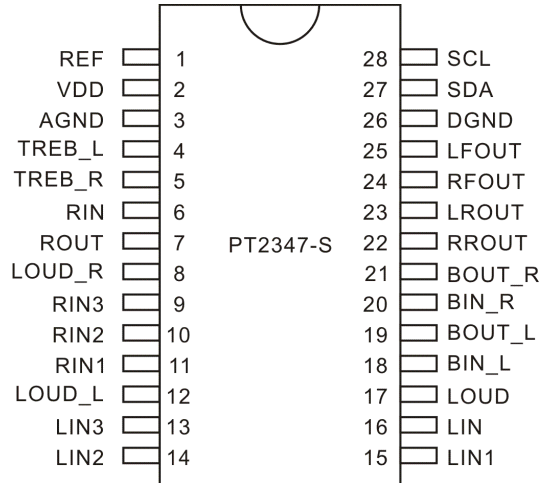 REF 1 28 SCL
VDD 2 27 SDA
AGND 3 26 DGND
TREB_L 4 25 LFOUT
TREB_R 5 24 RFOUT
RIN 6 23 LROUT
ROUT 7 PT2347-S 22 RROUT
LOUD_R 8 21 BOUT_R
RIN3 9 20 BIN_R
RIN2 10 19 BOUT_L
RIN1 11 18 BIN_L
LOUD_L 12 17 LOUD
LIN3 13 16 LIN
LIN2 14 15 LIN1